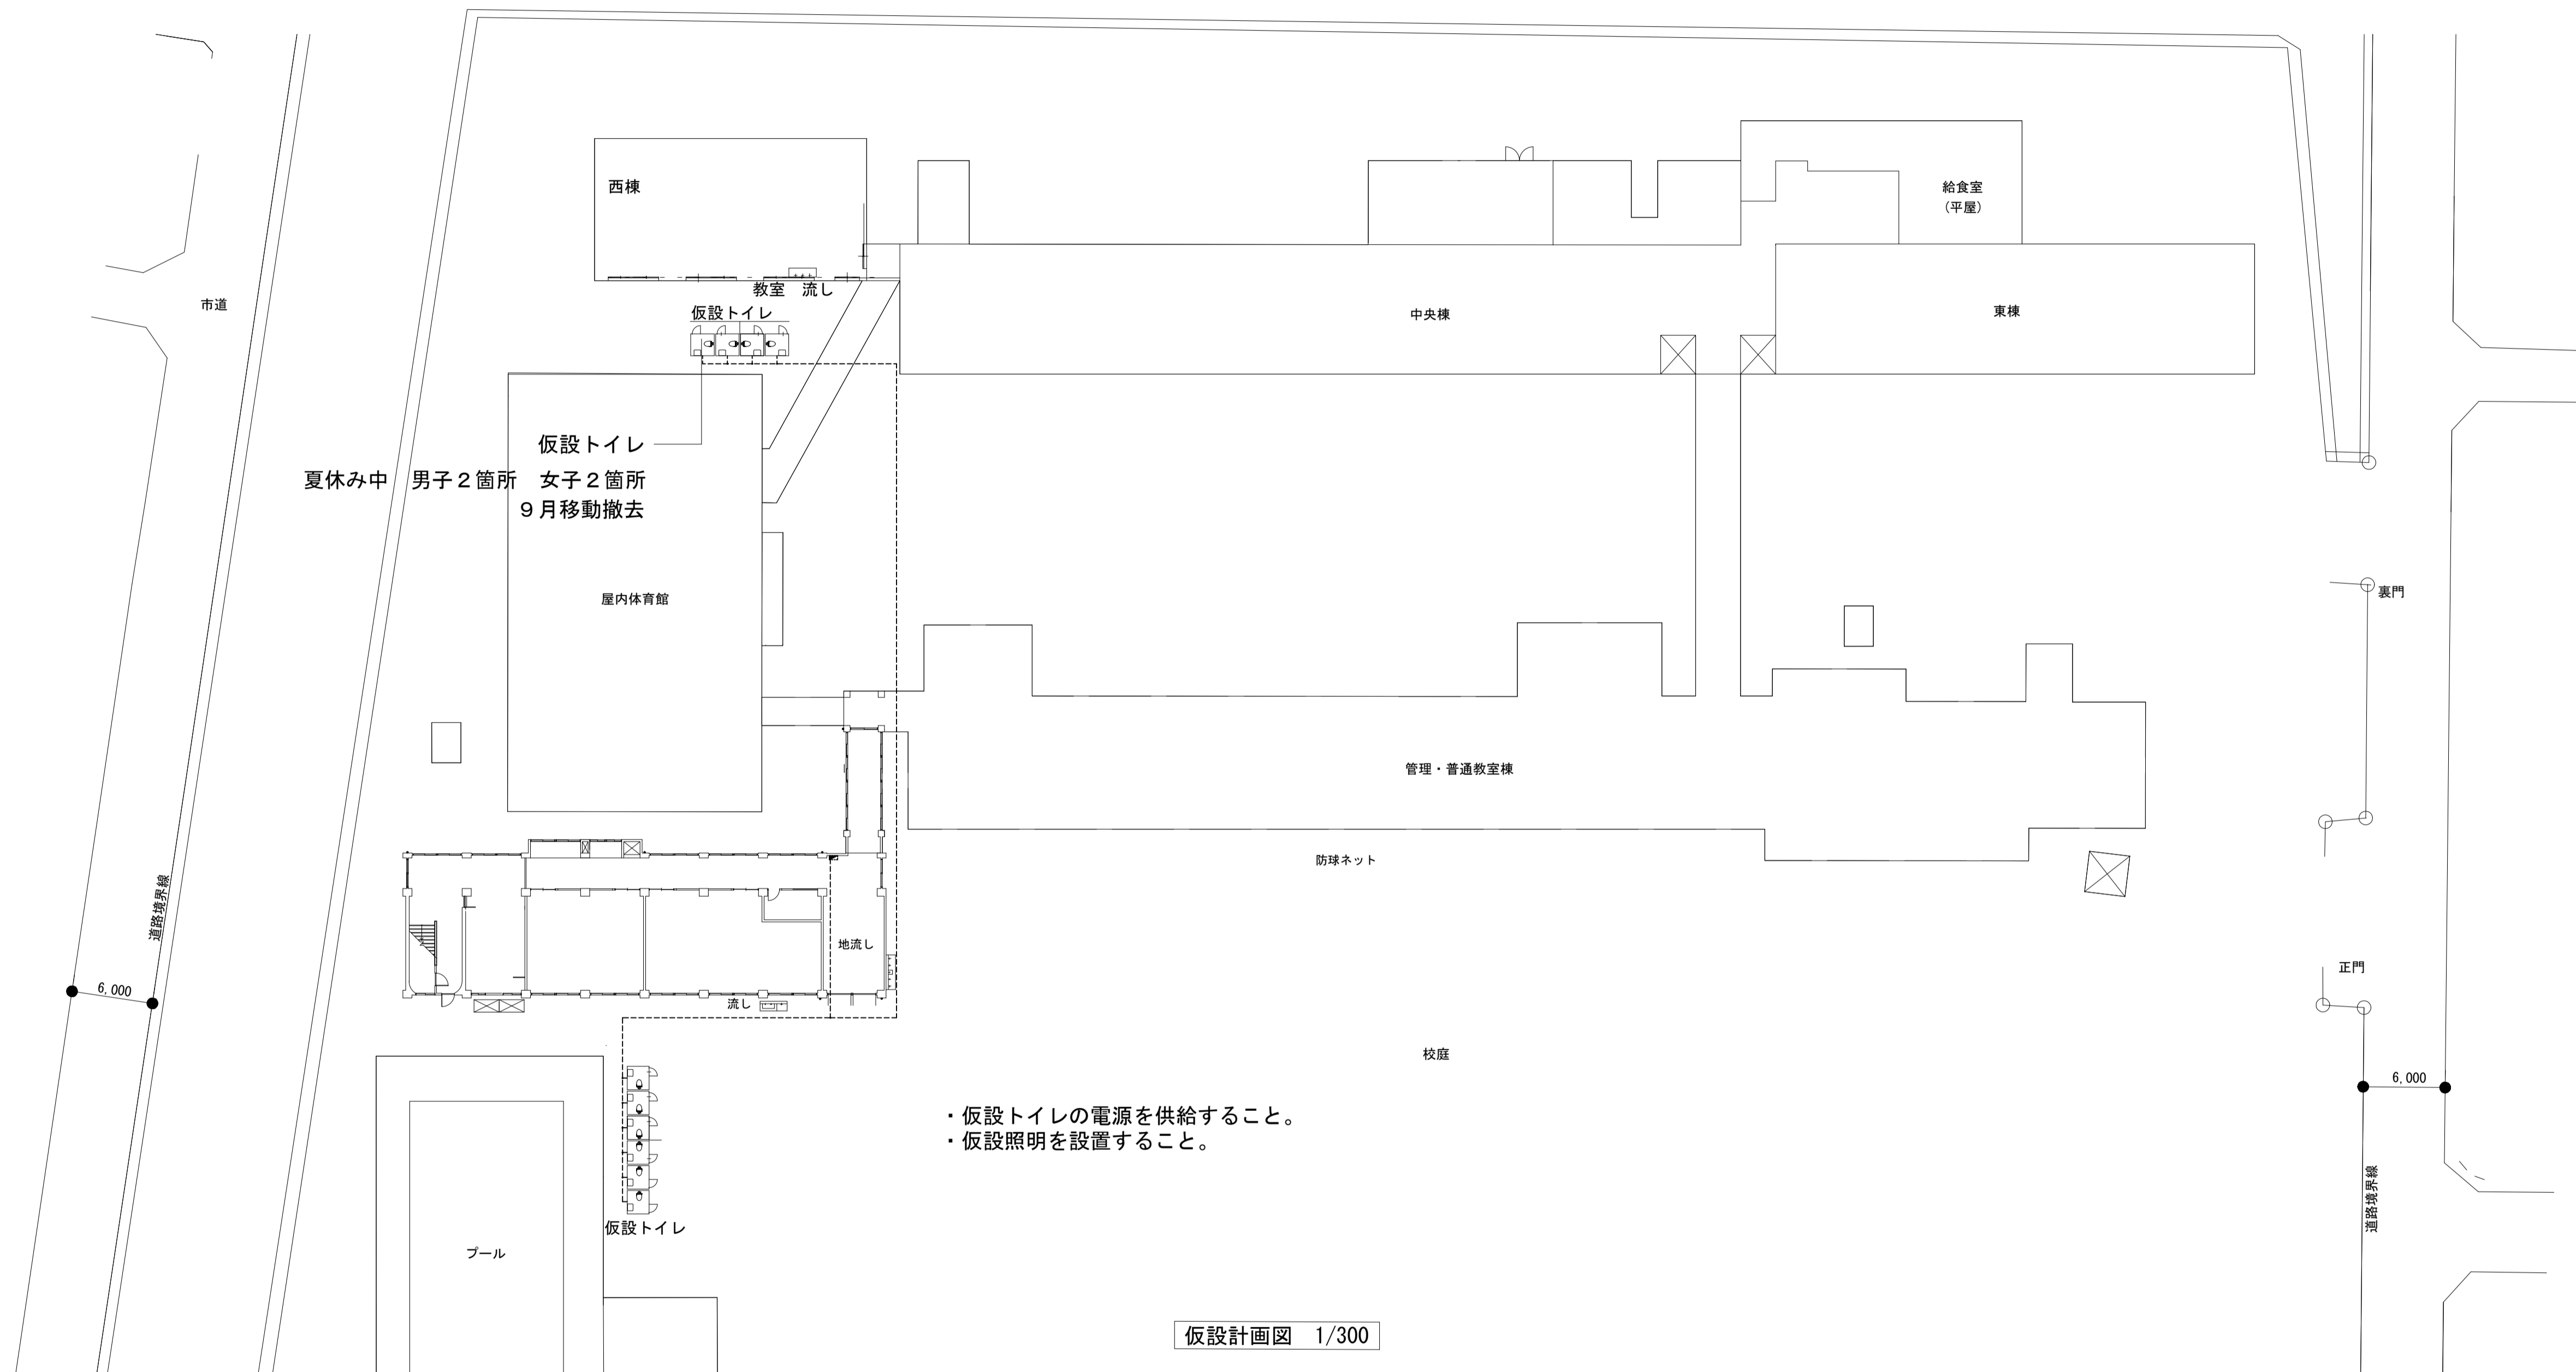 西棟
給食室
(平屋)
教室　流し
市道
仮設トイレ
中央棟
東棟
仮設トイレ
夏休み中　男子２箇所　女子２箇所
９月移動撤去
屋内体育館
裏門
管理・普通教室棟
防球ネット
道路境界線
地流し
正門
6,000
流し
校庭
6,000
・仮設トイレの電源を供給すること。
・仮設照明を設置すること。
道路境界線
仮設トイレ
プール
仮設計画図　1/300